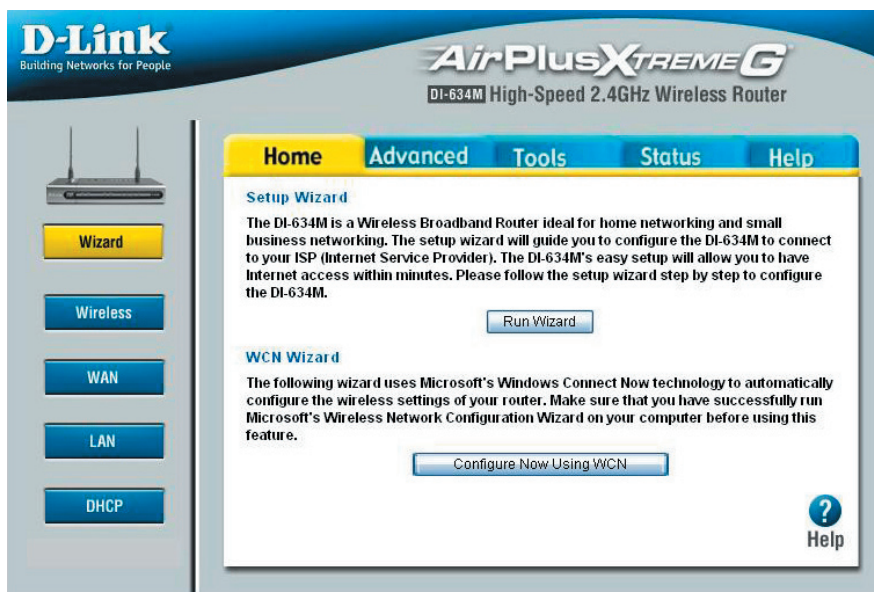 D-Link
Building Networks for People
AirPlusXTREMEG
DI-634M High-Speed 2.4GHz Wireless Router
Home Advanced Tools Status Help
Wizard
Wireless
WAN
LAN
DHCP
Setup Wizard
The DI-634M is a Wireless Broadband Router ideal for home networking and small
business networking. The setup wizard will guide you to configure the DI-634M to connect
to your ISP (Internet Service Provider). The DI-634M's easy setup will allow you to have
Internet access within minutes. Please follow the setup wizard step by step to configure
the DI-634M.
Run Wizard
WCN Wizard
The following wizard uses Microsoft's Windows Connect Now technology to automatically
configure the wireless settings of your router. Make sure that you have successfully run
Microsoft's Wireless Network Configuration Wizard on your computer before using this
feature.
Configure Now Using WCN
?
Help